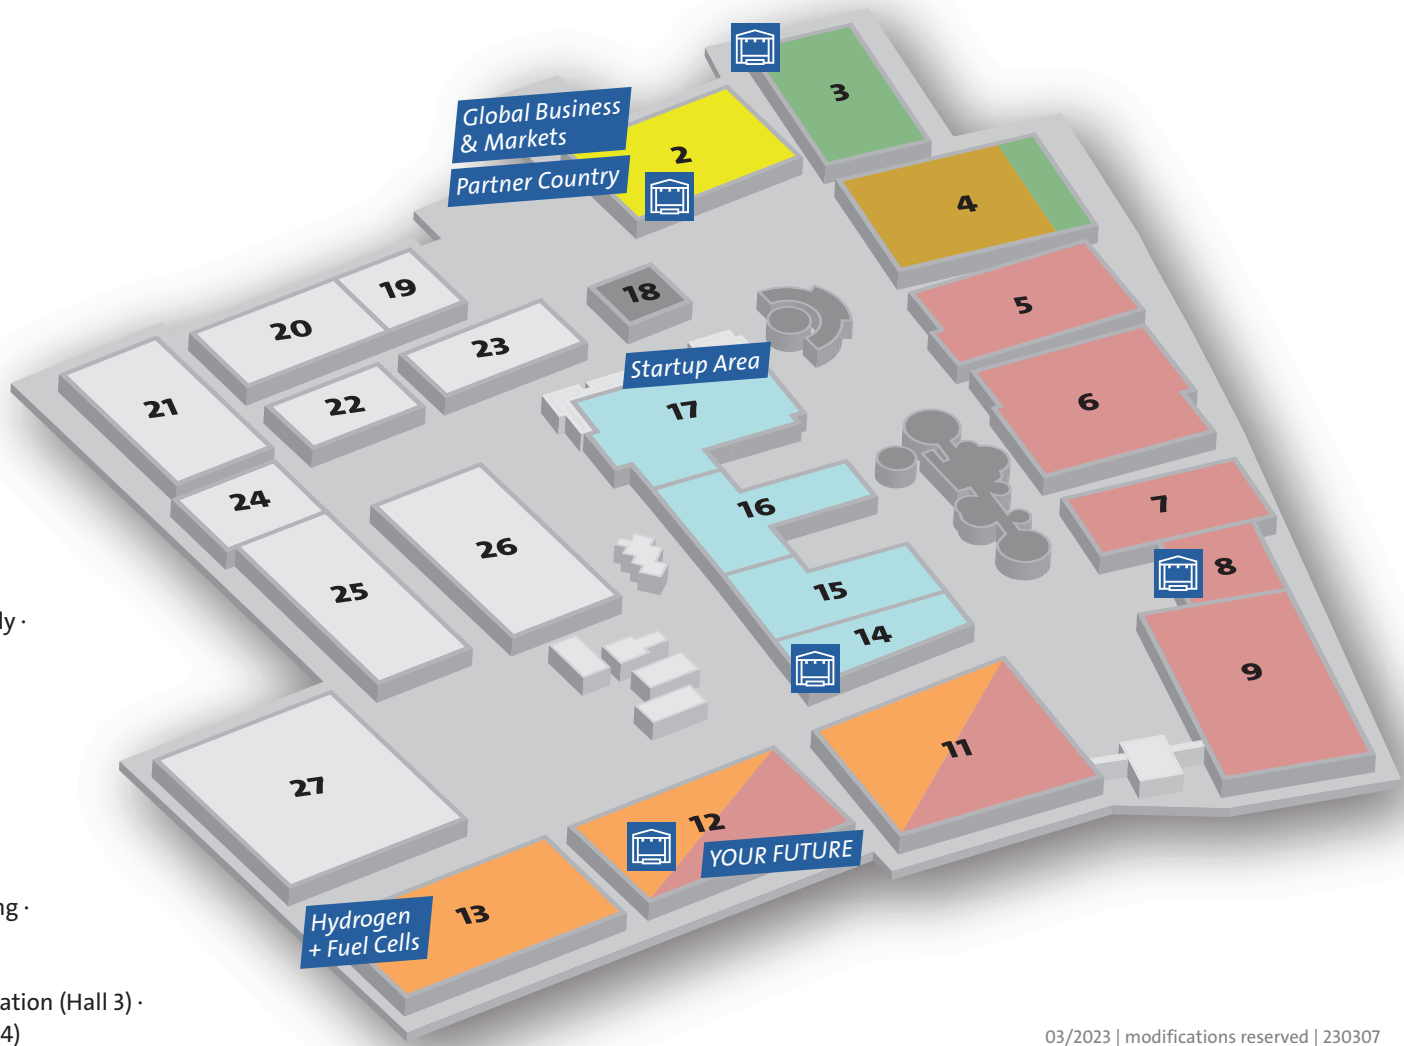 3
Global Business
& Markets
2
Partner Country
4
19
18
5
20
23
Startup Area
21
22
17
6
24
16
7
26
8
25
15
ly ·
14
9
11
27
12
YOUR FUTURE
ng ·
13
Hydrogen
+ Fuel Cells
ation (Hall 3) ·
4)
03/2023 | modifications reserved | 230307